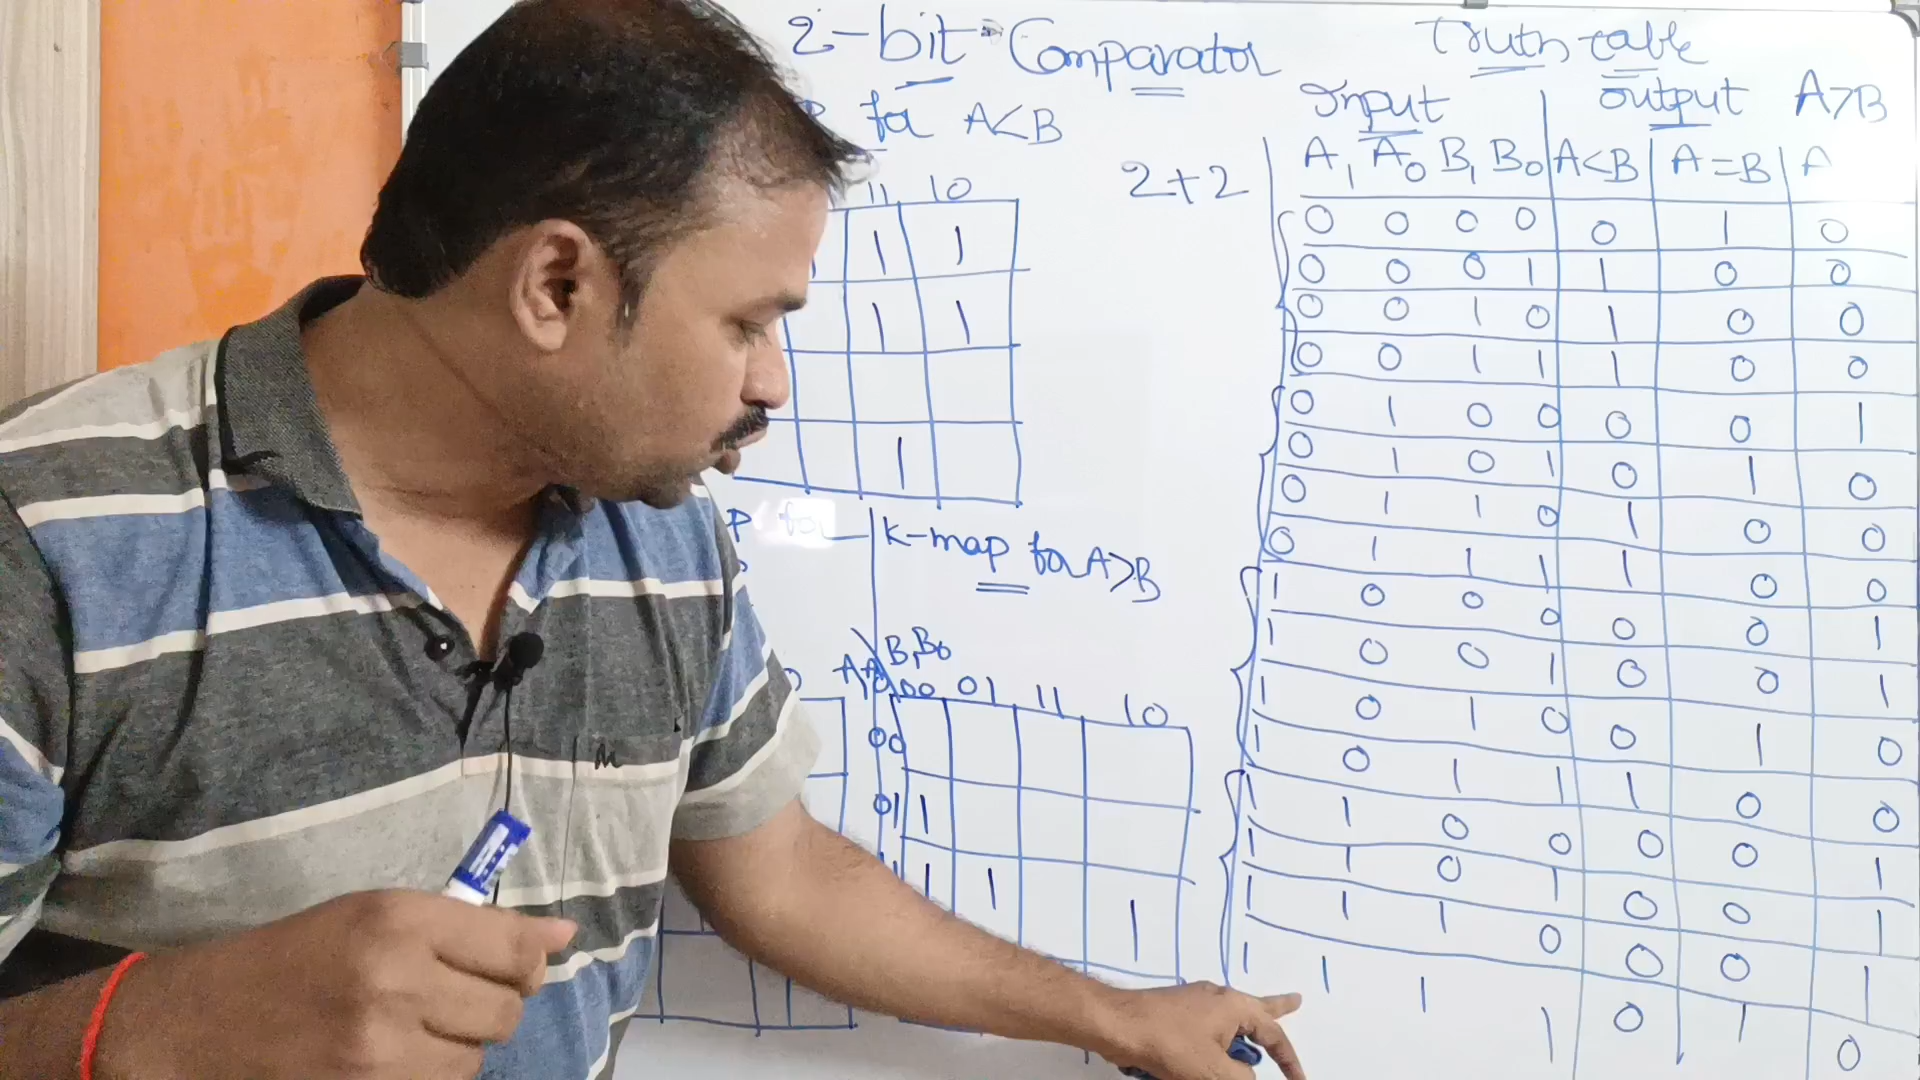 2-bit Comparator
for A<B
11 10
1 1
1 1
1
P for
K-map for A>B
B1B0
A1A0 00 01 11 10
00
01 1
11 1 1 1
2+2
Truth table
Input output A>B
A1 A0 B1 B0 A<B A=B A
0 0 0 0 0 1 0
0 0 0 1 1 0 0
0 0 1 0 1 0 0
0 0 1 1 1 0 0
0 1 0 0 0 0 1
0 1 0 1 0 1 0
0 1 1 0 1 0 0
0 1 1 1 1 0 0
1 0 0 0 0 0 1
1 0 0 1 0 0 1
1 0 1 0 0 1 0
1 0 1 1 1 0 0
1 1 0 0 0 0 1
1 1 0 1 0 0 1
1 1 1 0 0 0 1
1 1 1 1 0 1 0